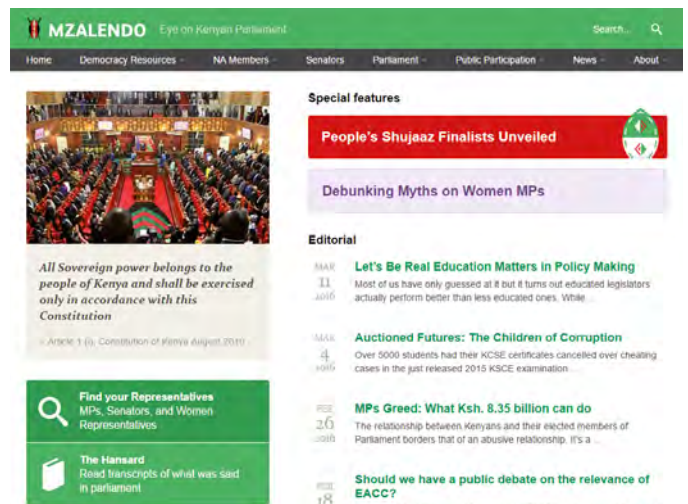 MZALENDO Eye on Kenyan Parliament
Search...
Home Democracy Resources NA Members Senators Parliament Public Participation News About
All Sovereign power belongs to the
people of Kenya and shall be exercised
only in accordance with this
Constitution
- Article 1 (i), Constitution of Kenya August 2010 -
Find your Representatives
MPs, Senators, and Women
Representatives
The Hansard
Read transcripts of what was said
in parliament
Special features
People's Shujaaz Finalists Unveiled
Debunking Myths on Women MPs
Editorial
MAR
11
2016
Let's Be Real Education Matters in Policy Making
Most of us have only guessed at it but it turns out educated legislators
actually perform better than less educated ones. While ...
MAR
4
2016
Auctioned Futures: The Children of Corruption
Over 5000 students had their KCSE certificates cancelled over cheating
cases in the just released 2015 KSCE examination ...
FEB
26
2016
MPs Greed: What Ksh. 8.35 billion can do
The relationship between Kenyans and their elected members of
Parliament borders that of an abusive relationship. It's a ...
FEB
18
Should we have a public debate on the relevance of
EACC?